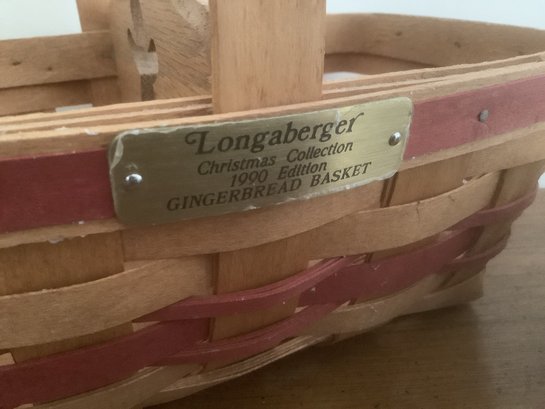 Longaberger
Christmas Collection
1990 Edition
GINGERBREAD BASKET